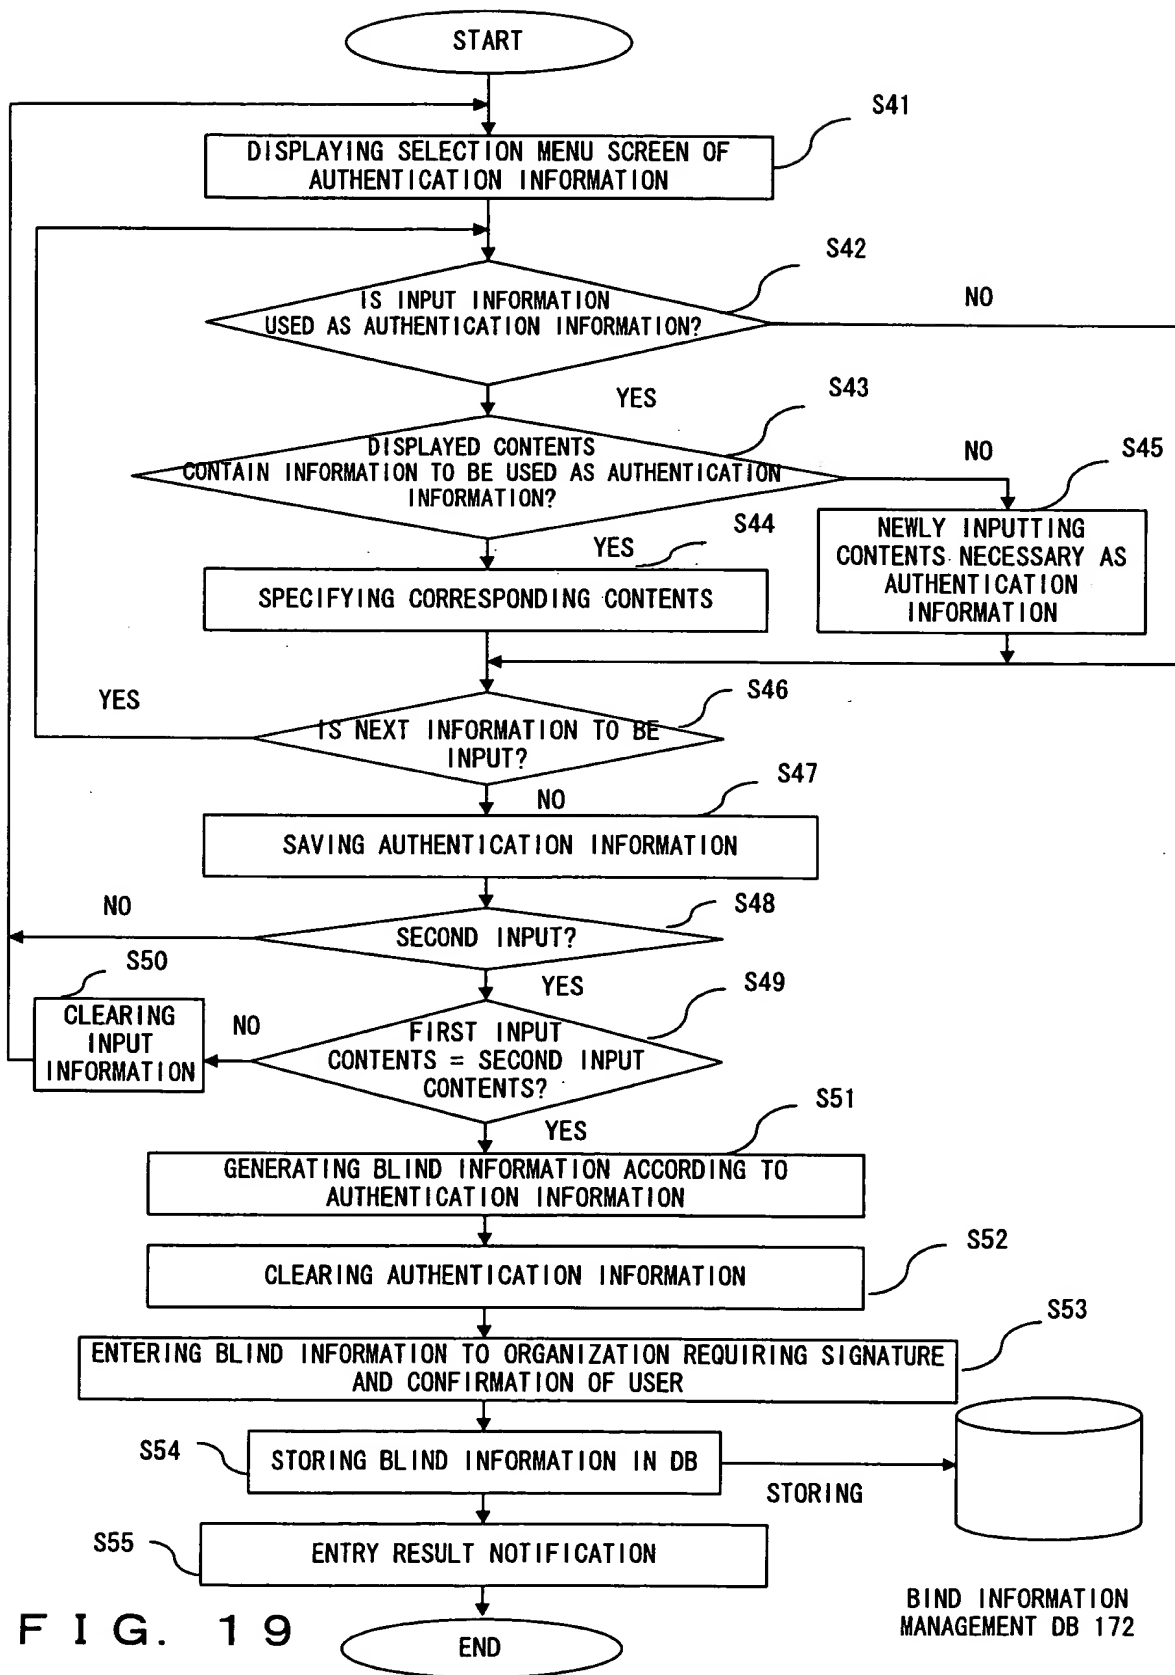 START
S41
DISPLAYING SELECTION MENU SCREEN OF
AUTHENTICATION INFORMATION
S42
IS INPUT INFORMATION
USED AS AUTHENTICATION INFORMATION?
NO
YES
S43
DISPLAYED CONTENTS
CONTAIN INFORMATION TO BE USED AS AUTHENTICATION
INFORMATION?
NO
S45
NEWLY INPUTTING
CONTENTS NECESSARY AS
AUTHENTICATION
INFORMATION
YES
S44
SPECIFYING CORRESPONDING CONTENTS
YES
S46
IS NEXT INFORMATION TO BE
INPUT?
NO
S47
SAVING AUTHENTICATION INFORMATION
NO
S48
SECOND INPUT?
YES
S50
CLEARING
INPUT
INFORMATION
NO
S49
FIRST INPUT
CONTENTS = SECOND INPUT
CONTENTS?
YES
S51
GENERATING BLIND INFORMATION ACCORDING TO
AUTHENTICATION INFORMATION
S52
CLEARING AUTHENTICATION INFORMATION
S53
ENTERING BLIND INFORMATION TO ORGANIZATION REQUIRING SIGNATURE
AND CONFIRMATION OF USER
S54
STORING BLIND INFORMATION IN DB
STORING
S55
ENTRY RESULT NOTIFICATION
BIND INFORMATION
MANAGEMENT DB 172
END
FIG. 19